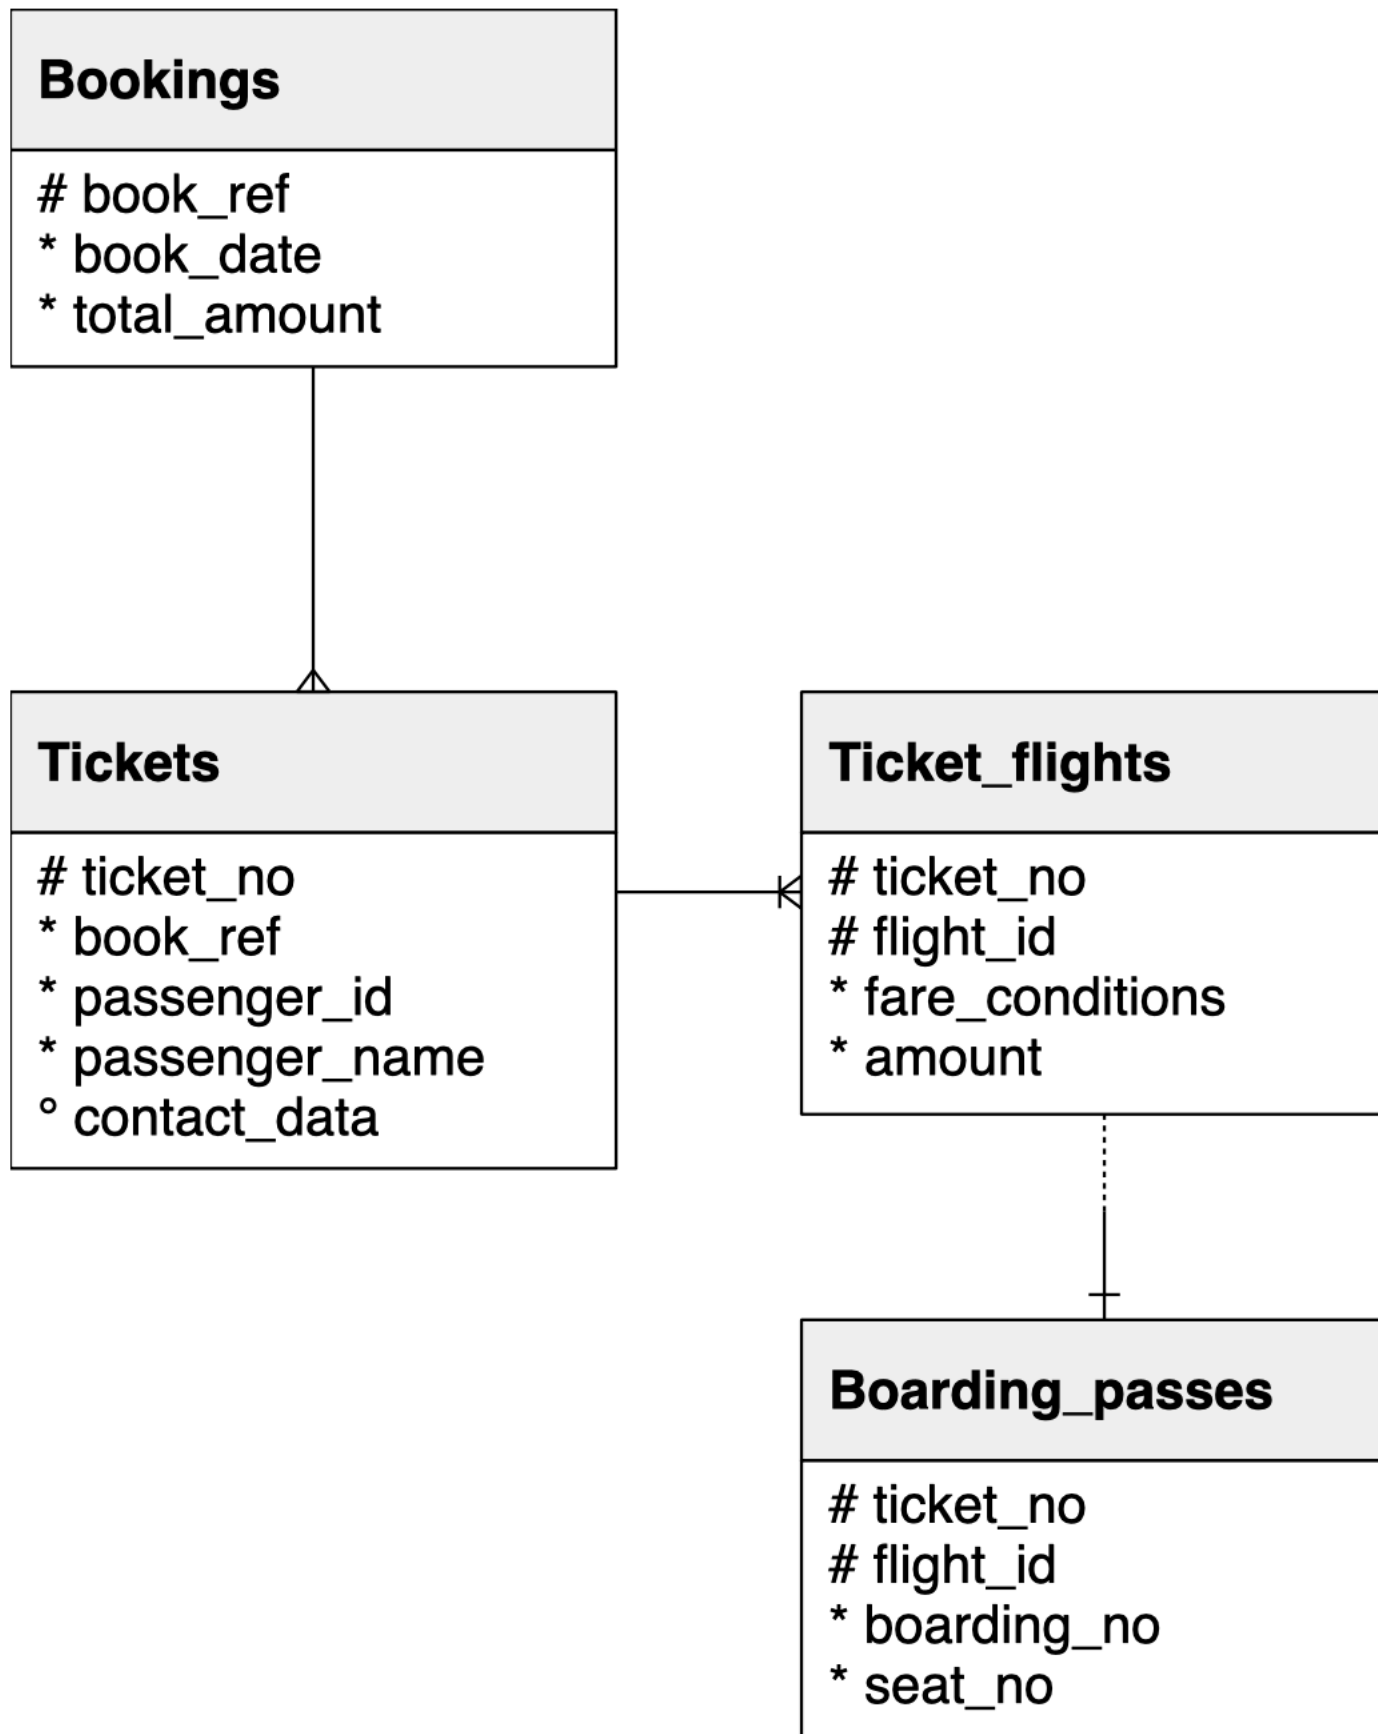 Bookings
# book_ref
* book_date
* total_amount
Tickets
# ticket_no
* book_ref
* passenger_id
* passenger_name
° contact_data
Ticket_flights
# ticket_no
# flight_id
* fare_conditions
* amount
Boarding_passes
# ticket_no
# flight_id
* boarding_no
* seat_no